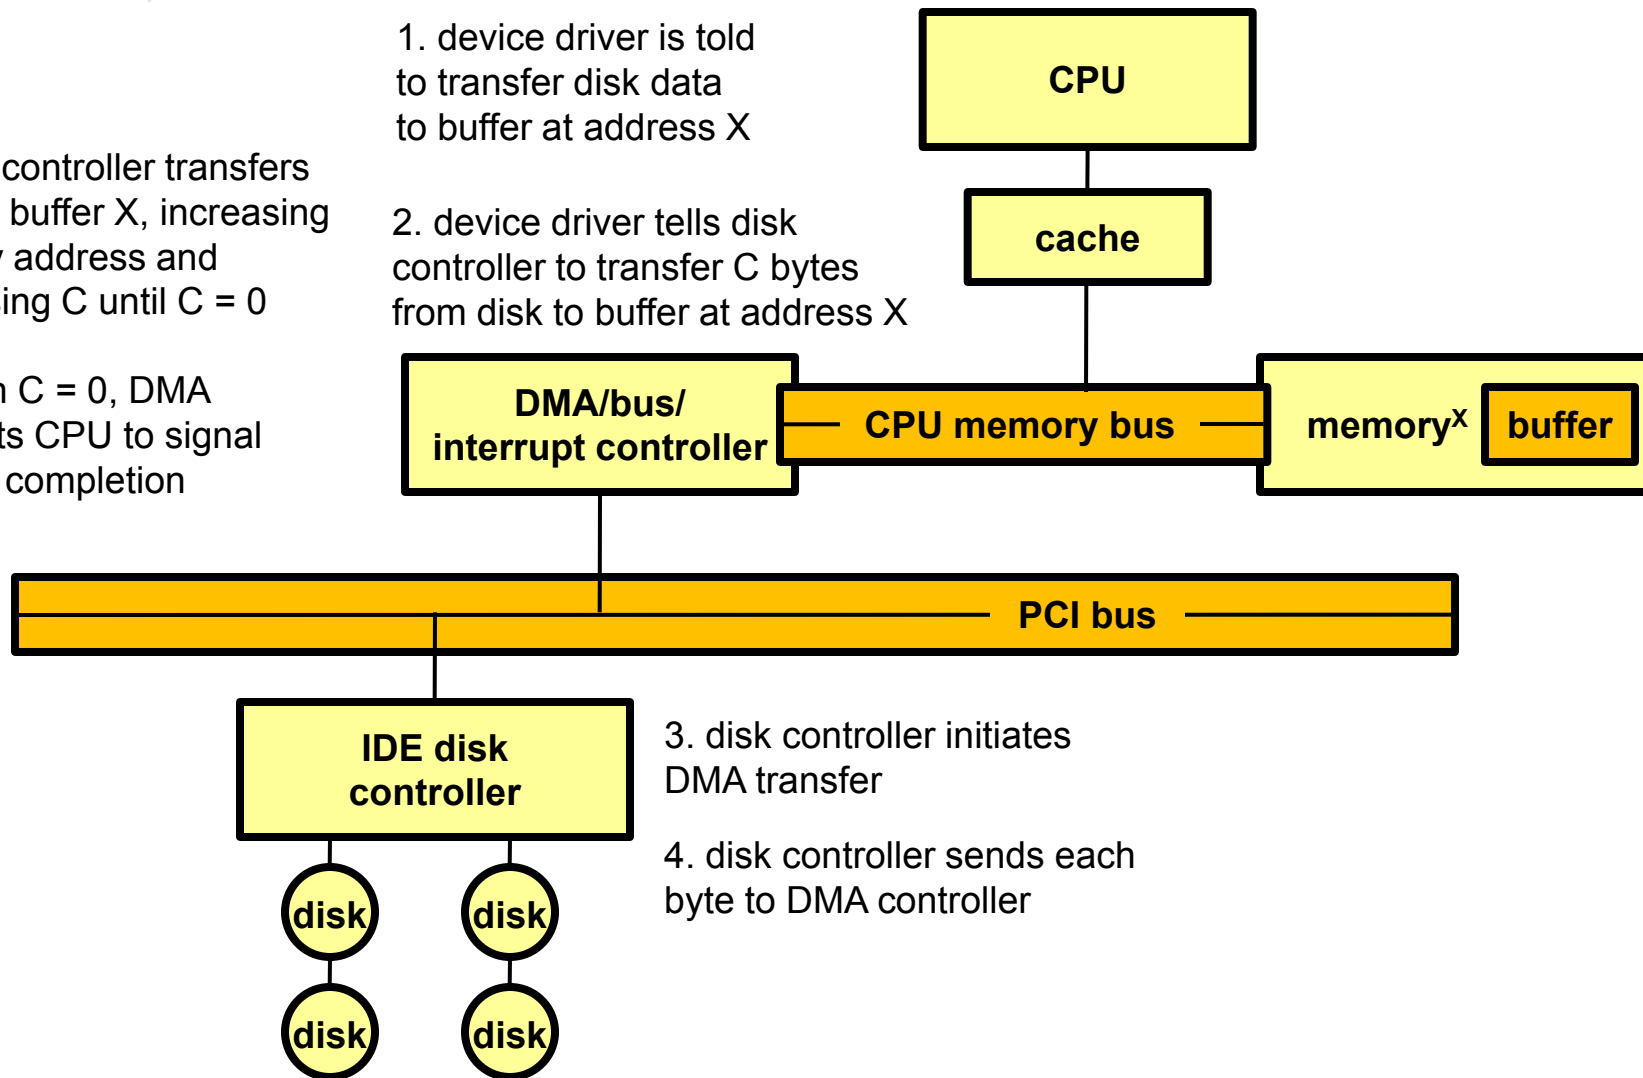 1. device driver is told
to transfer disk data
to buffer at address X
CPU
controller transfers
buffer X, increasing
address and
C until C = 0
2. device driver tells disk
controller to transfer C bytes
from disk to buffer at address X
cache
C = 0, DMA
CPU to signal
completion
DMA/bus/
interrupt controller
CPU memory bus
memory X
buffer
PCI bus
IDE disk
controller
3. disk controller initiates
DMA transfer
4. disk controller sends each
byte to DMA controller
disk
disk
disk
disk